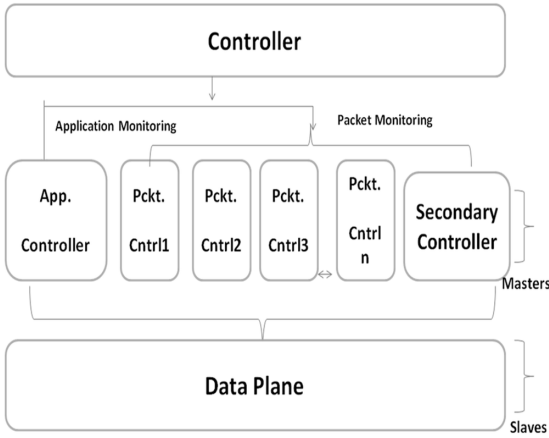 Controller
Application Monitoring
Packet Monitoring
App.
Controller
Pckt.
Cntrl1
Pckt.
Cntrl2
Pckt.
Cntrl3
Pckt.
Cntrl
n
Secondary
Controller
Masters
Data Plane
Slaves